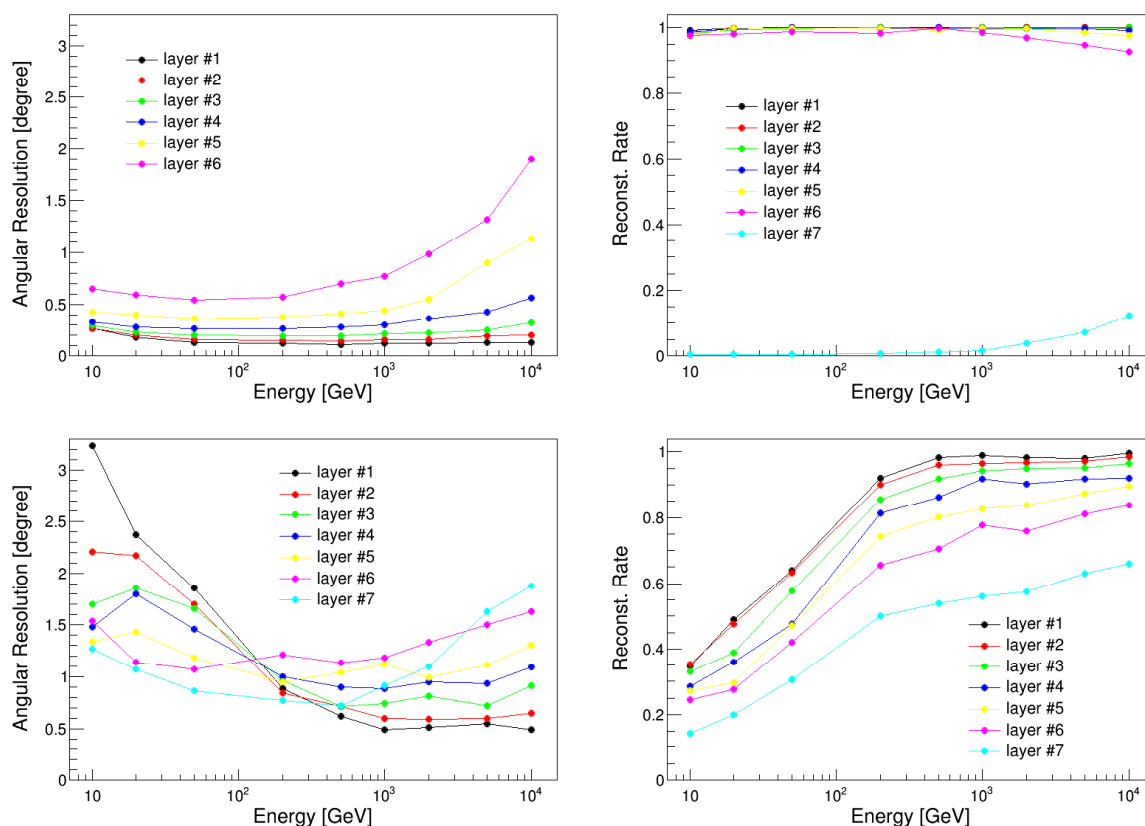 Angular Resolution [degree]
3
2.5
2
1.5
1
0.5
0
layer #1
layer #2
layer #3
layer #4
layer #5
layer #6
10
10²
10³
10⁴
Energy [GeV]
Reconst. Rate
1
0.8
0.6
0.4
0.2
0
layer #1
layer #2
layer #3
layer #4
layer #5
layer #6
layer #7
10
10²
10³
10⁴
Energy [GeV]
Angular Resolution [degree]
3
2.5
2
1.5
1
0.5
0
layer #1
layer #2
layer #3
layer #4
layer #5
layer #6
layer #7
10
10²
10³
10⁴
Energy [GeV]
Reconst. Rate
1
0.8
0.6
0.4
0.2
0
layer #1
layer #2
layer #3
layer #4
layer #5
layer #6
layer #7
10
10²
10³
10⁴
Energy [GeV]